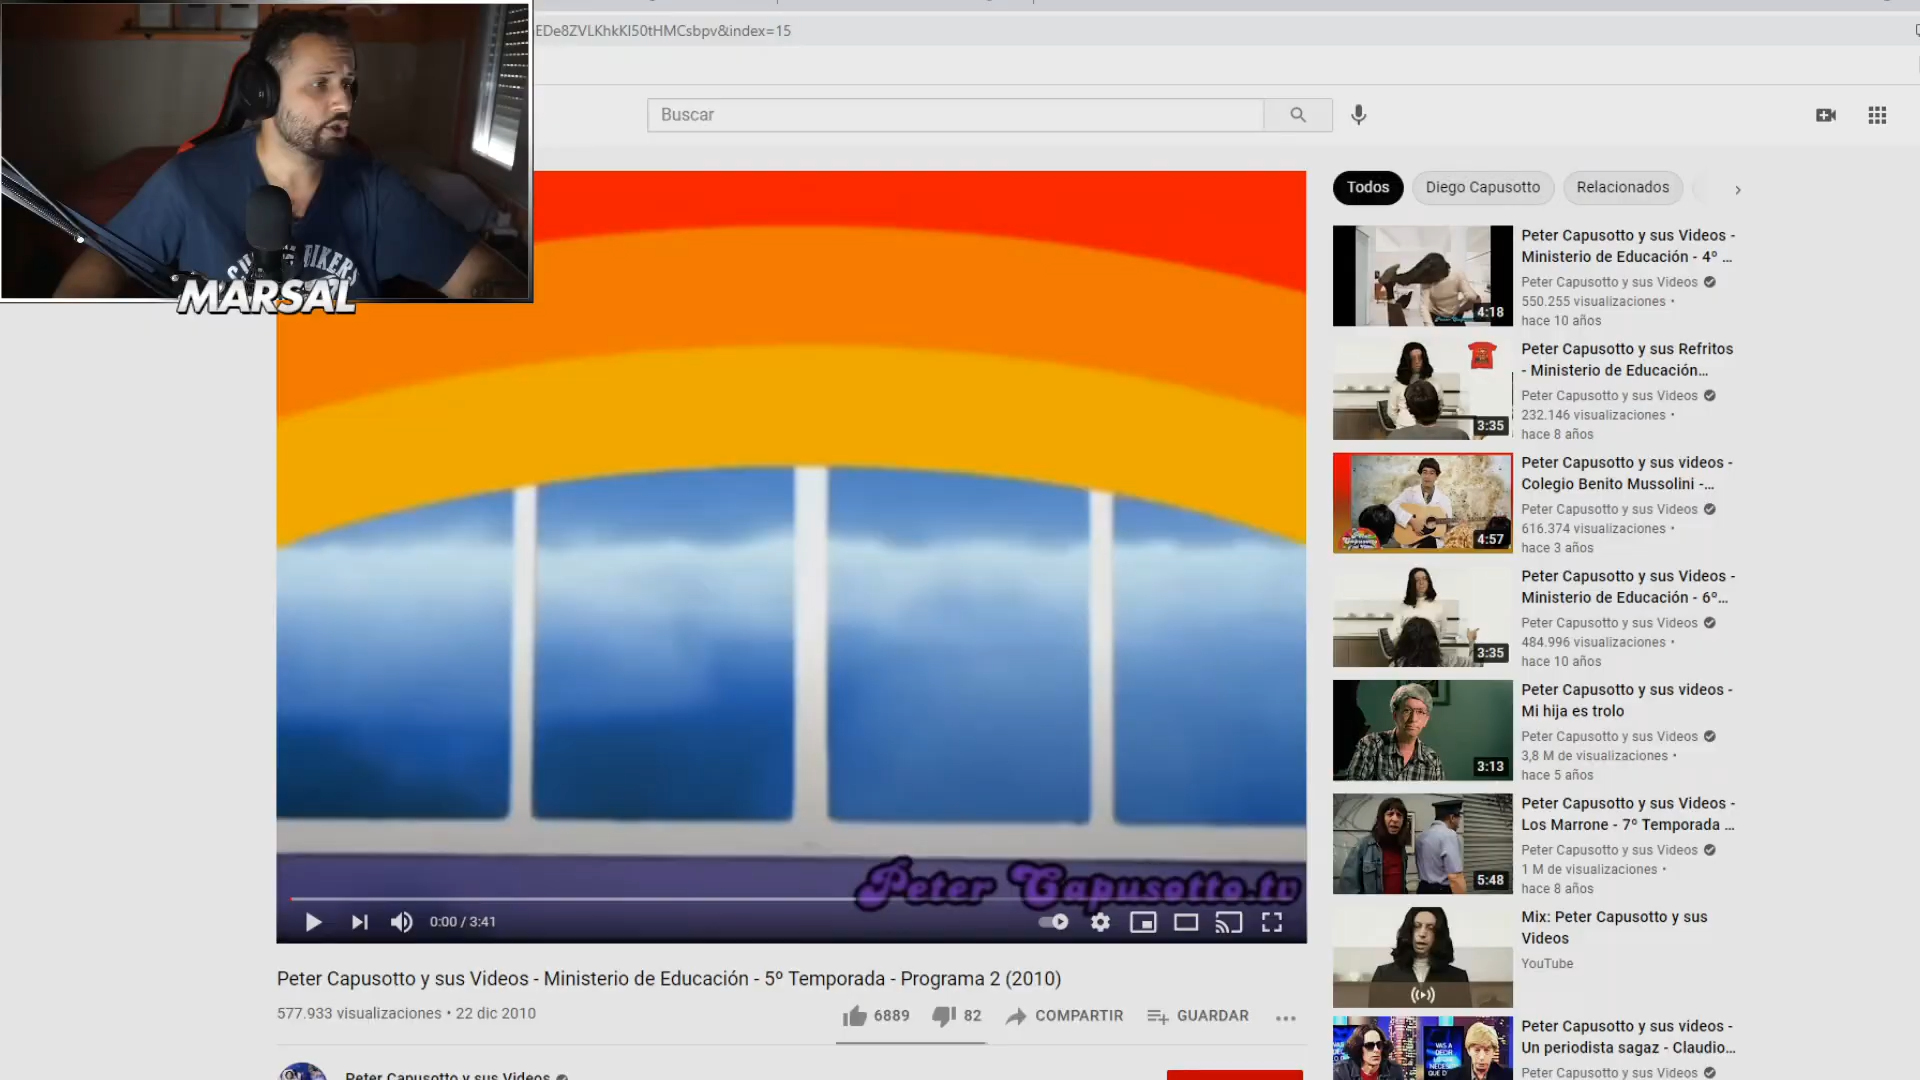 EDe8ZVLKhkKI50tHMCsbpv&index=15
Buscar
MARSAL
Todos
Diego Capusotto
Relacionados
Peter Capusotto y sus Videos -
Ministerio de Educación - 4º ...
Peter Capusotto y sus Videos
550.255 visualizaciones •
hace 10 años
4:18
Peter Capusotto y sus Refritos
- Ministerio de Educación...
Peter Capusotto y sus Videos
232.146 visualizaciones •
hace 8 años
3:35
Peter Capusotto y sus videos -
Colegio Benito Mussolini -...
Peter Capusotto y sus Videos
616.374 visualizaciones •
hace 3 años
4:57
Peter Capusotto y sus Videos -
Ministerio de Educación - 6º...
Peter Capusotto y sus Videos
484.996 visualizaciones •
hace 10 años
3:35
Peter Capusotto y sus videos -
Mi hija es trolo
Peter Capusotto y sus Videos
3,8 M de visualizaciones •
hace 5 años
3:13
Peter Capusotto y sus Videos -
Los Marrone - 7º Temporada ...
Peter Capusotto y sus Videos
1 M de visualizaciones •
hace 8 años
5:48
Mix: Peter Capusotto y sus
Videos
YouTube
Peter Capusotto y sus videos -
Un periodista sagaz - Claudio...
Peter Capusotto y sus Videos
Peter Capusotto.tv
0:00 / 3:41
Peter Capusotto y sus Videos - Ministerio de Educación - 5º Temporada - Programa 2 (2010)
577.933 visualizaciones • 22 dic 2010
6889
82
COMPARTIR
GUARDAR
Peter Capusotto y sus Videos